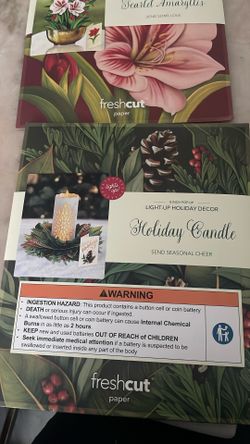 Scarlet Amaryllis
SEND SOME LOVE
freshcut
paper
LIGHT-UP HOLIDAY DECOR
Holiday Candle
SEND SEASONAL CHEER
WARNING
• INGESTION HAZARD: This product contains a button cell or coin battery
• DEATH or serious injury can occur if ingested.
• A swallowed button cell or coin battery can cause Internal Chemical
Burns in as little as 2 hours.
• KEEP new and used batteries OUT OF REACH of CHILDREN
• Seek immediate medical attention if a battery is suspected to be
swallowed or inserted inside any part of the body.
freshcut
paper